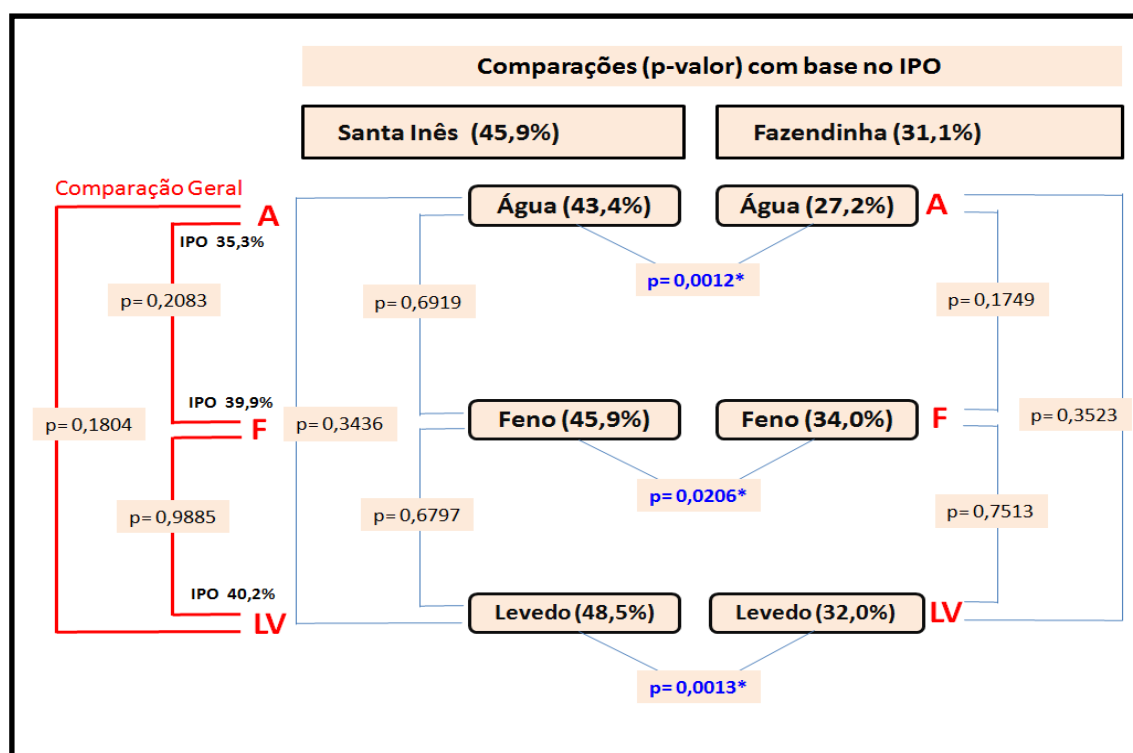 Comparações (p-valor) com base no IPO
Santa Inês (45,9%)
Fazendinha (31,1%)
Comparação Geral
A
IPO 35,3%
p= 0,2083
IPO 39,9%
F
p= 0,1804
p= 0,9885
IPO 40,2%
LV
Água (43,4%)
Água (27,2%)
A
p= 0,0012*
p= 0,6919
p= 0,1749
p= 0,3436
Feno (45,9%)
Feno (34,0%)
F
p= 0,3523
p= 0,0206*
p= 0,6797
p= 0,7513
Levedo (48,5%)
Levedo (32,0%)
LV
p= 0,0013*